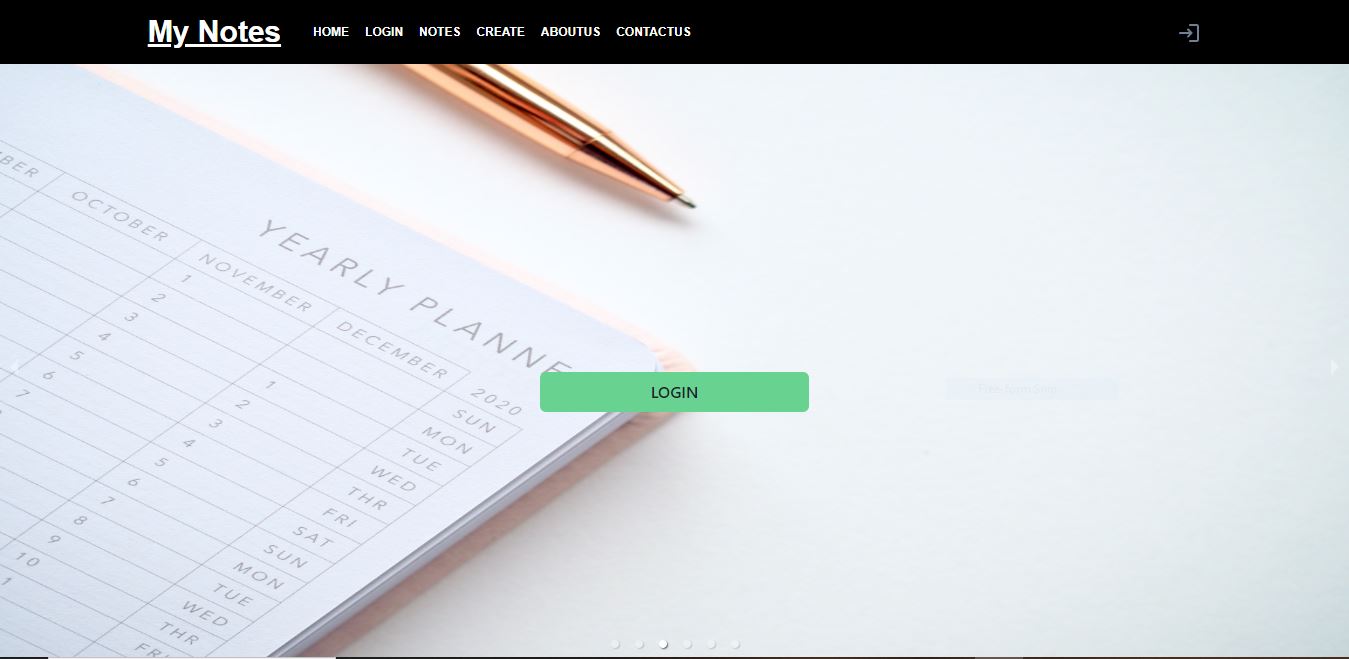 My Notes HOME LOGIN NOTES CREATE ABOUTUS CONTACTUS
YEARLY PLANNE
BER OCTOBER NOVEMBER DECEMBER 2020
1 1 SUN
2 2 MON
3 3 TUE
4 4 WED
5 5 THR
6 6 FRI
7 7 SAT
8 SUN
9 MON
10 TUE
1 WED
THR
FRI
LOGIN
Free-form Snip